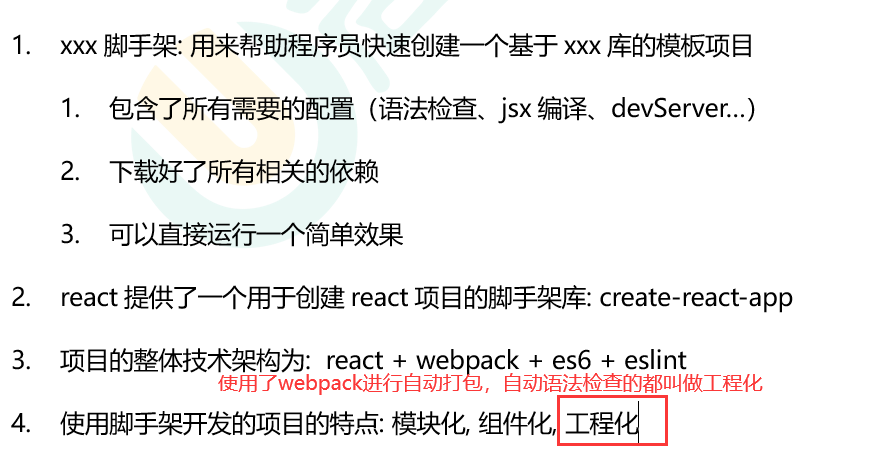 1. xxx 脚手架: 用来帮助程序员快速创建一个基于 xxx 库的模板项目
1. 包含了所有需要的配置（语法检查、jsx 编译、devServer…）
2. 下载好了所有相关的依赖
3. 可以直接运行一个简单效果
2. react 提供了一个用于创建 react 项目的脚手架库: create-react-app
3. 项目的整体技术架构为: react + webpack + es6 + eslint
使用了webpack进行自动打包，自动语法检查的都叫做工程化
4. 使用脚手架开发的项目的特点: 模块化, 组件化, 工程化